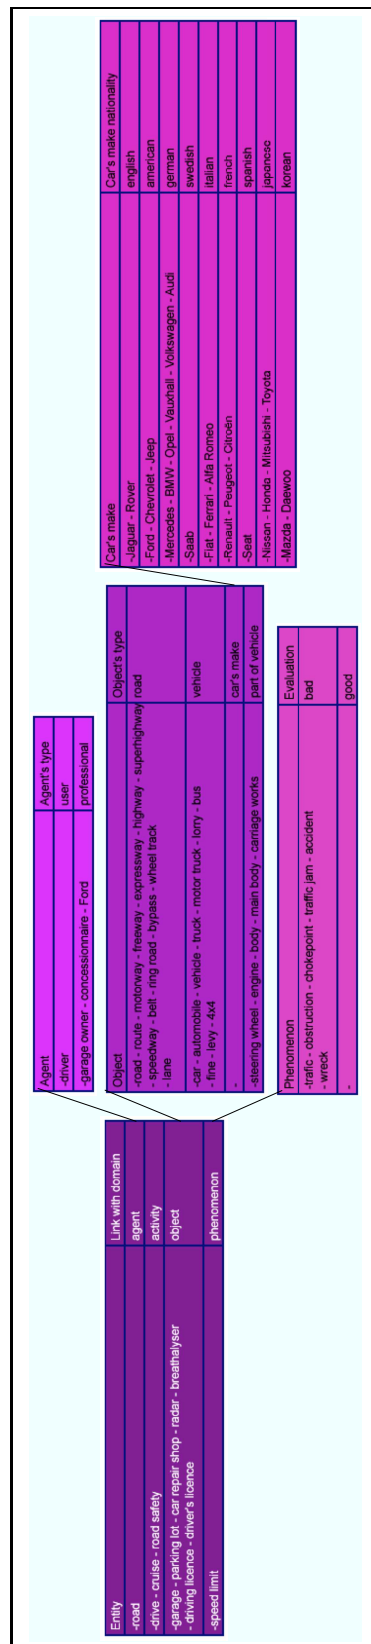 Entity Link with domain
-road agent
-drive - cruise - road safety activity
-garage - parking lot - car repair shop - radar - breathalyser object
- driving licence - driver's licence
-speed limit phenomenon
Agent Agent's type
-driver user
-garage owner - concessionnaire - Ford professional
Object Object's type
-road - route - motorway - freeway - expressway - highway - superhighway road
- speedway - belt - ring road - bypass - wheel track
- lane
-car - automobile - vehicle - truck - motor truck - lorry - bus vehicle
- fine - levy - 4x4
- car's make
-steering wheel - engine - body - main body - carriage works part of vehicle
Phenomenon Evaluation
-trafic - obstruction - chokepoint - traffic jam - accident bad
- wreck
- good
Car's make Car's make nationality
-Jaguar - Rover english
-Ford - Chevrolet - Jeep american
-Mercedes - BMW - Opel - Vauxhall - Volkswagen - Audi german
-Saab swedish
-Fiat - Ferrari - Alfa Romeo italian
-Renault - Peugeot - Citroën french
-Seat spanish
-Nissan - Honda - Mitsubishi - Toyota japanese
-Mazda - Daewoo korean